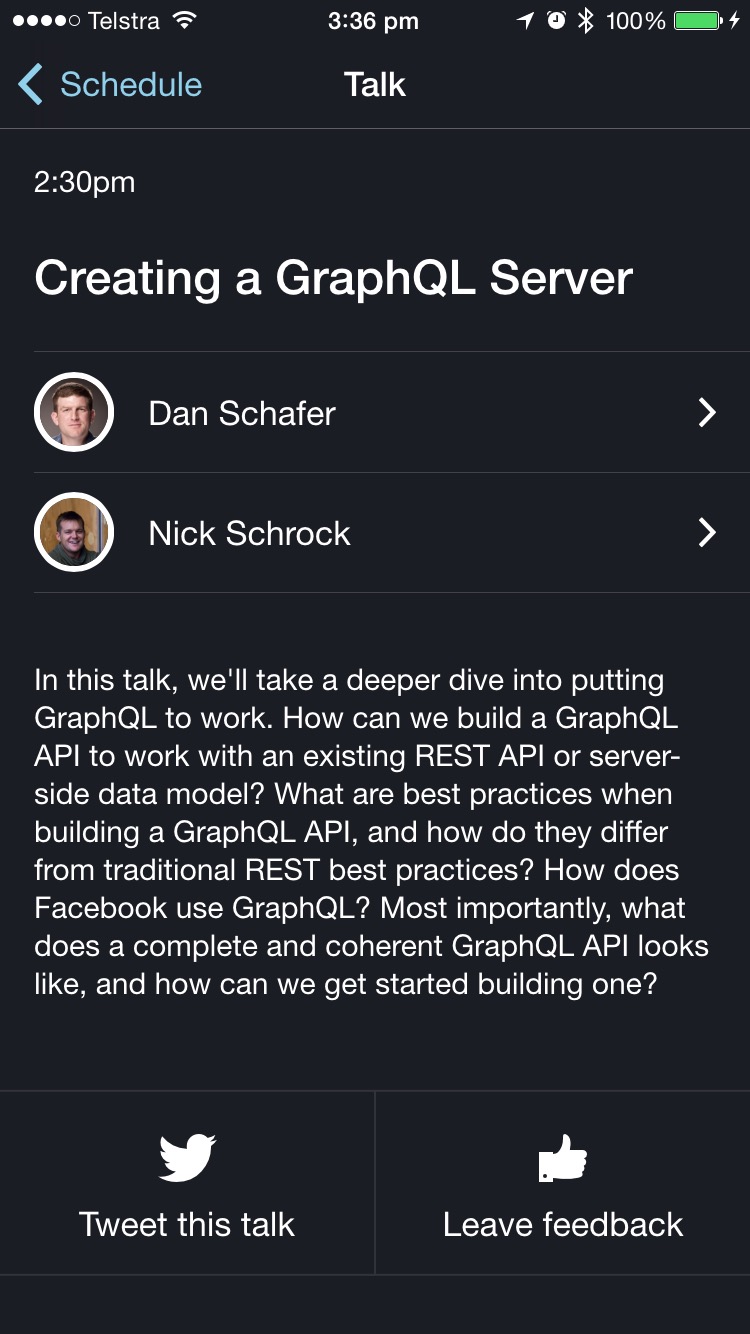 Telstra 3:36 pm 100%
Schedule Talk
2:30pm
Creating a GraphQL Server
Dan Schafer
Nick Schrock
In this talk, we'll take a deeper dive into putting
GraphQL to work. How can we build a GraphQL
API to work with an existing REST API or server-
side data model? What are best practices when
building a GraphQL API, and how do they differ
from traditional REST best practices? How does
Facebook use GraphQL? Most importantly, what
does a complete and coherent GraphQL API looks
like, and how can we get started building one?
Tweet this talk
Leave feedback